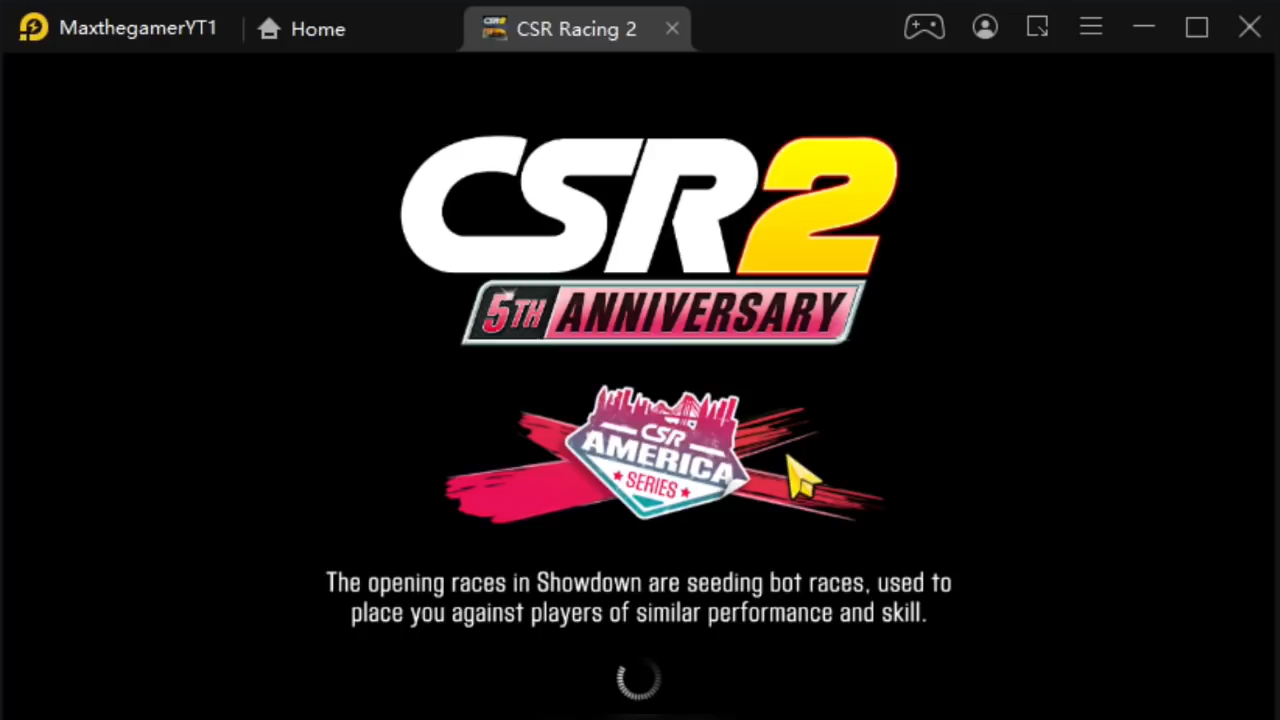 MaxthegamerYT1
Home
CSR Racing 2
CSR2
5TH ANNIVERSARY
CSR
AMERICA
SERIES
The opening races in Showdown are seeding bot races, used to
place you against players of similar performance and skill.